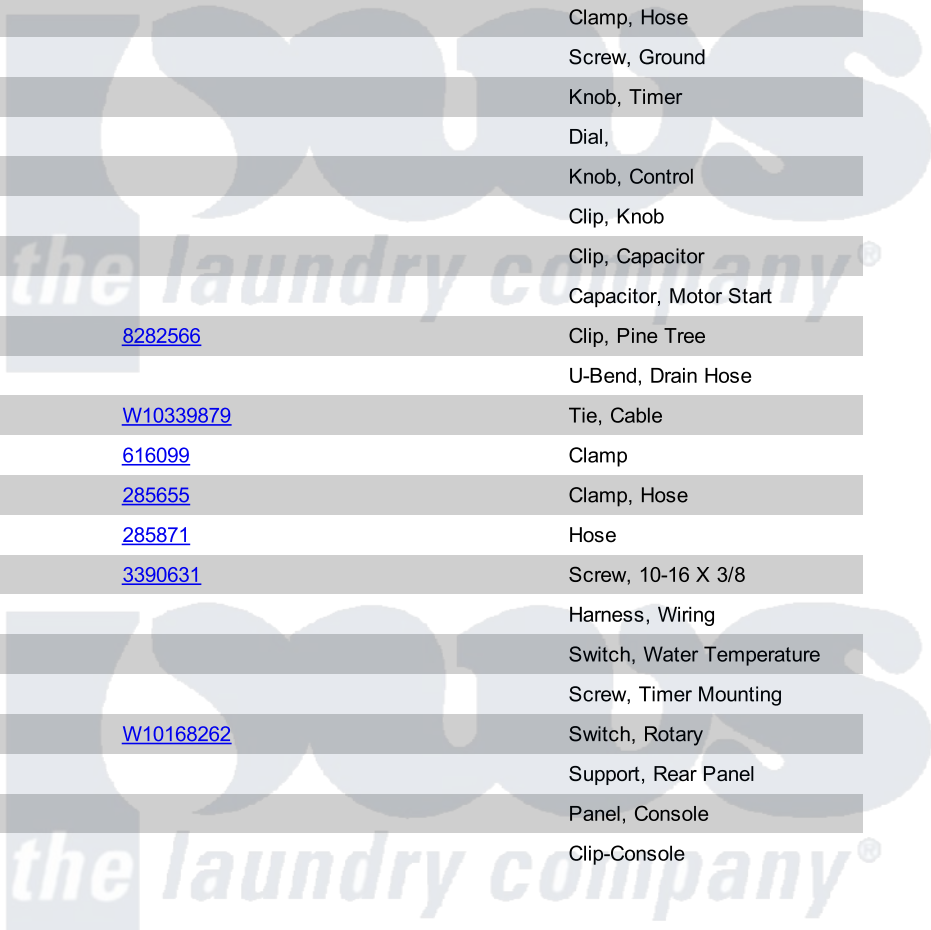 Clamp, Hose
Screw, Ground
Knob, Timer
Dial,
Knob, Control
Clip, Knob
Clip, Capacitor
Capacitor, Motor Start
8282566 Clip, Pine Tree
U-Bend, Drain Hose
W10339879 Tie, Cable
616099 Clamp
285655 Clamp, Hose
285871 Hose
3390631 Screw, 10-16 X 3/8
Harness, Wiring
Switch, Water Temperature
Screw, Timer Mounting
W10168262 Switch, Rotary
Support, Rear Panel
Panel, Console
Clip-Console
the laundry company®
the laundry company®